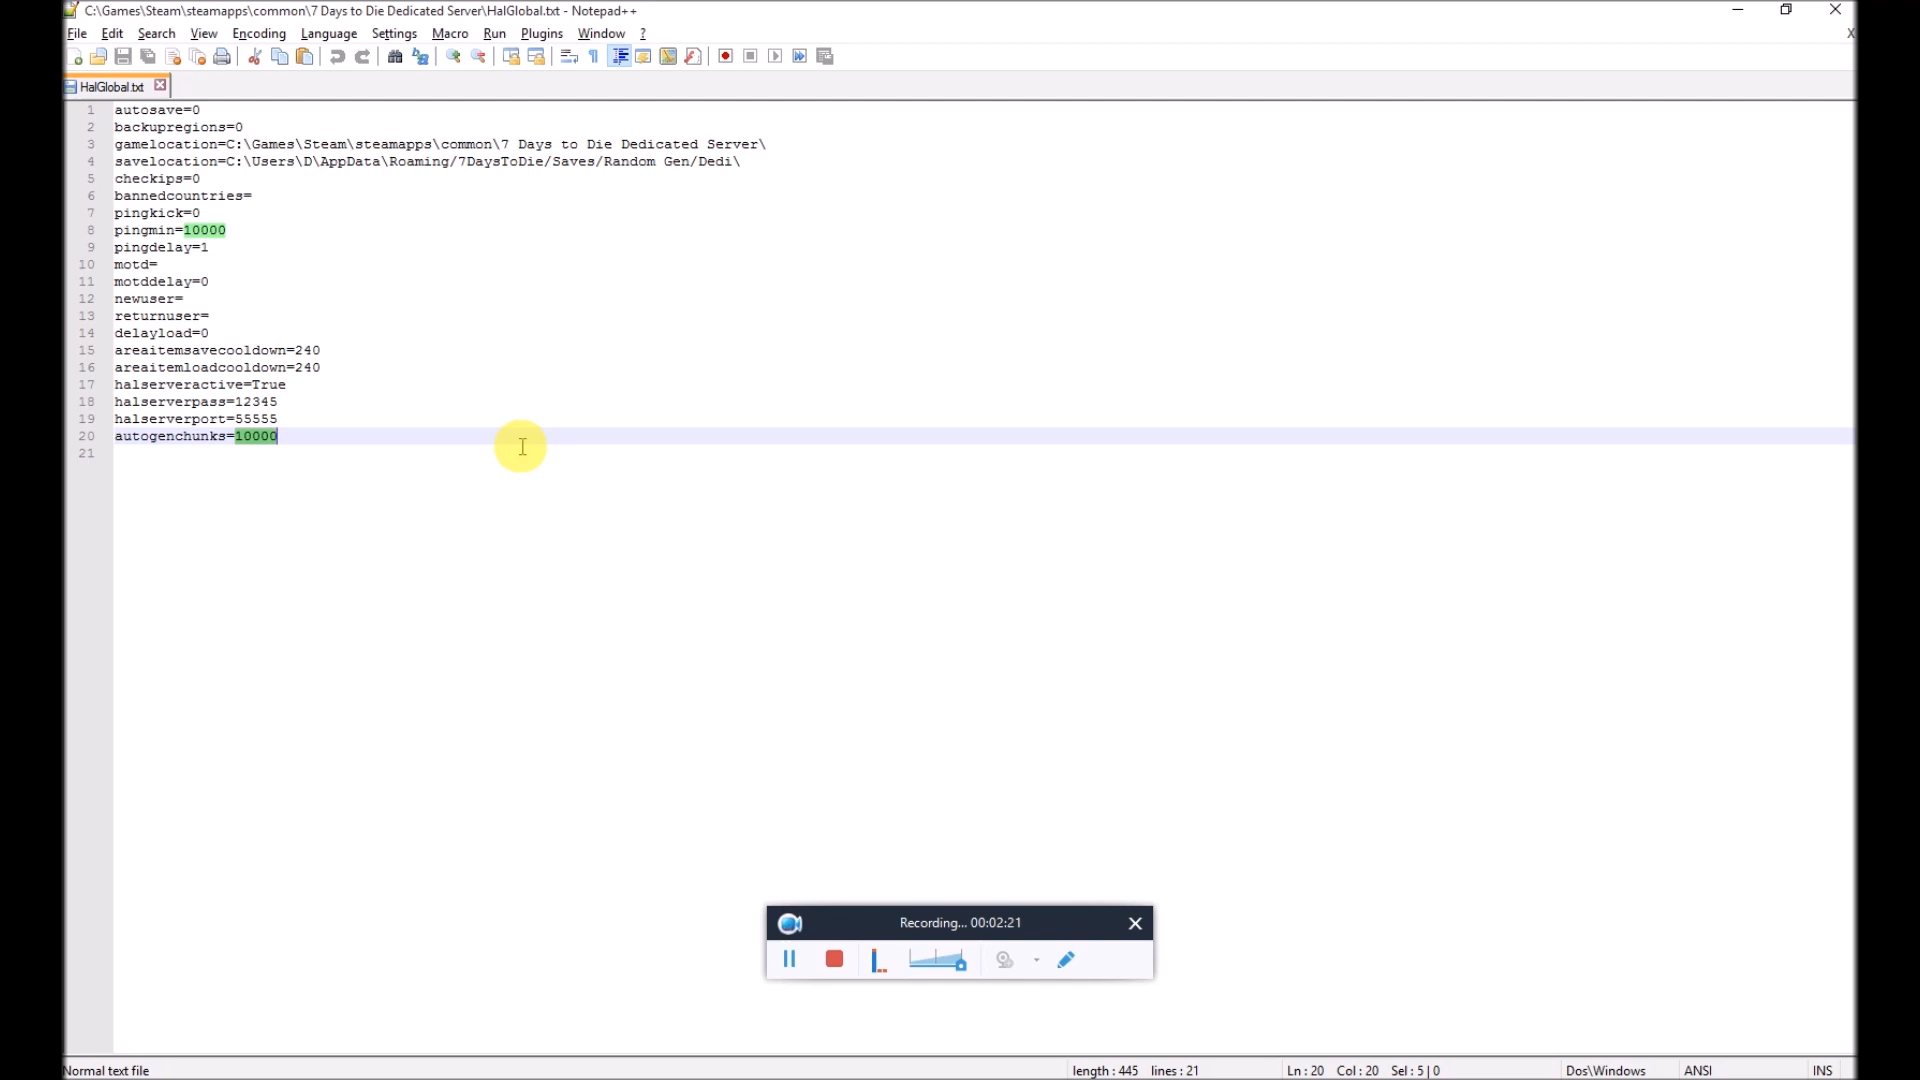 C:\Games\Steam\steamapps\common\7 Days to Die Dedicated Server\HalGlobal.txt - Notepad++
File Edit Search View Encoding Language Settings Macro Run Plugins Window ? X
HalGlobal.txt
1 autosave=0
2 backupregions=0
3 gamelocation=C:\Games\Steam\steamapps\common\7 Days to Die Dedicated Server\
4 savelocation=C:\Users\D\AppData\Roaming/7DaysToDie/Saves/Random Gen/Dedi\
5 checkips=0
6 bannedcountries=
7 pingkick=0
8 pingmin=10000
9 pingdelay=1
10 motd=
11 motddelay=0
12 newuser=
13 returnuser=
14 delayload=0
15 areaitemsavecooldown=240
16 areaitemloadcooldown=240
17 halserveractive=True
18 halserverpass=12345
19 halserverport=55555
20 autogenchunks=10000
21
Recording... 00:02:21
Normal text file length : 445 lines : 21 Ln : 20 Col : 20 Sel : 5 | 0 Dos\Windows ANSI INS